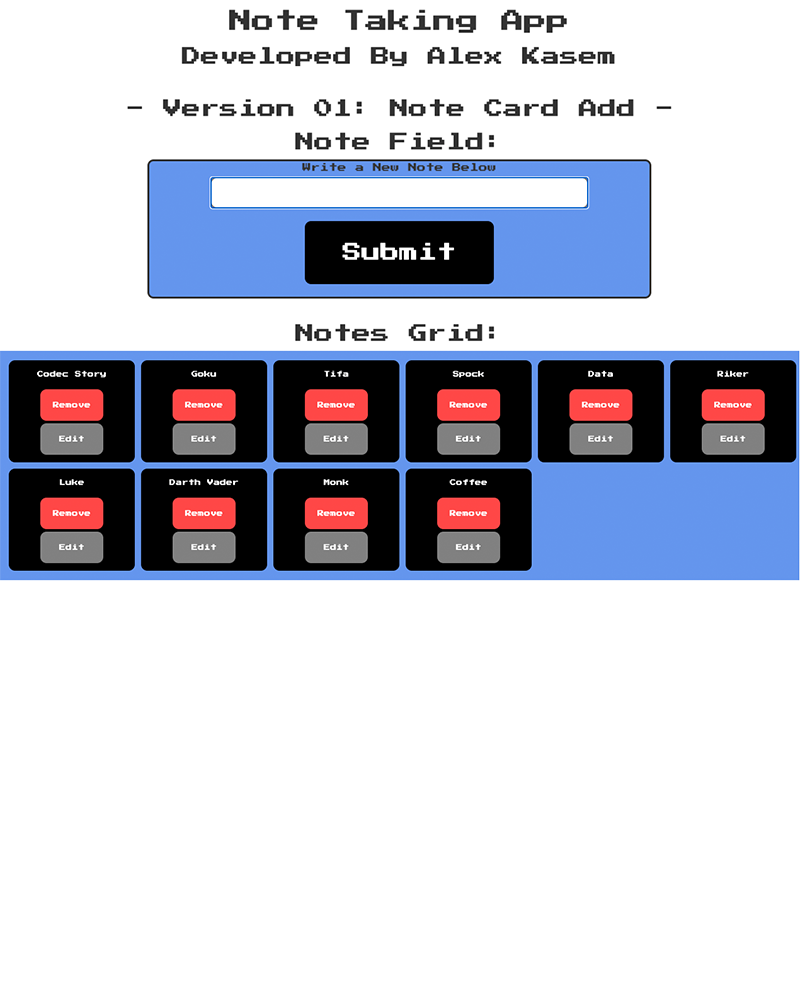 Note Taking App
Developed By Alex Kasem
- Version 01: Note Card Add -
Note Field:
Write a New Note Below
Submit
Notes Grid:
Codec Story Goku Tifa Spock Data Riker
Remove Remove Remove Remove Remove Remove
Edit Edit Edit Edit Edit Edit
Luke Darth Vader Monk Coffee
Remove Remove Remove Remove
Edit Edit Edit Edit